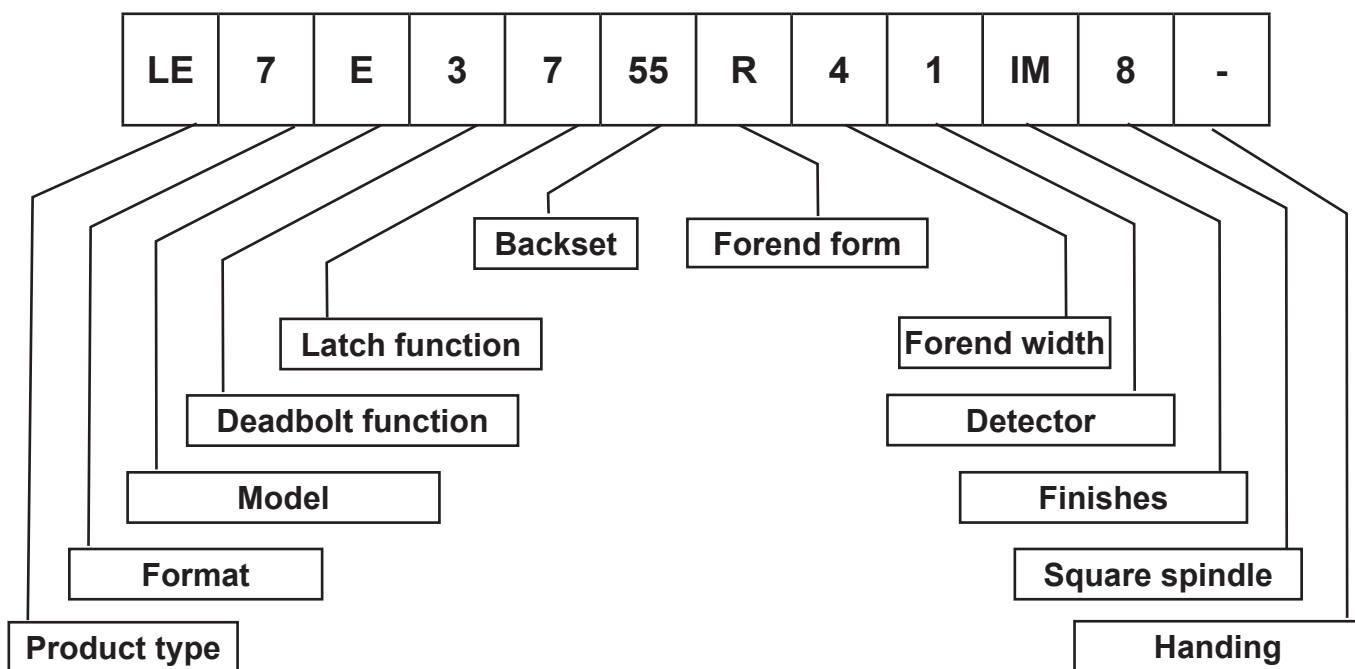 LE 7 E 3 7 55 R 4 1 IM 8 -
Backset Forend form
Latch function Forend width
Deadbolt function Detector
Model Finishes
Format Square spindle
Product type Handing